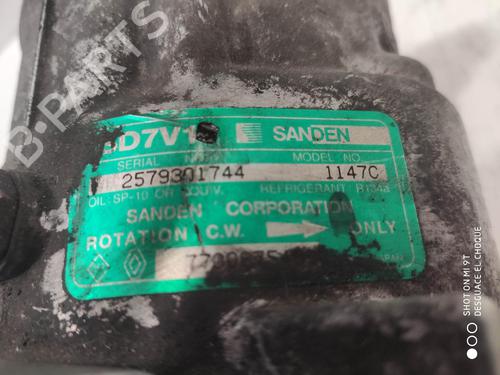 B-PARTS
SD7V1 SANDEN
SERIAL MODEL NO.
2579301744 1147C
OIL: SP-10 OR REFRIGERANT R134a
SANDEN CORPORATION
ROTATION C.W. ONLY
SHOT ON MI 9T
DESGUACE EL CHOQUE